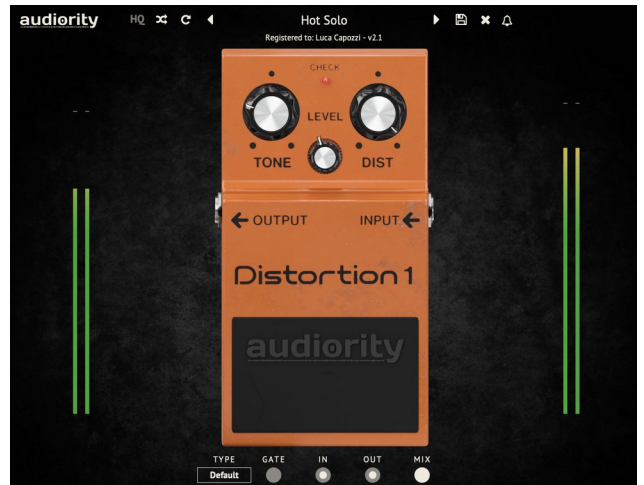 audiority
HQ
Hot Solo
Registered to: Luca Capozzi - v2.1
CHECK
LEVEL
TONE
DIST
OUTPUT
INPUT
Distortion 1
audiority
TYPE
GATE
IN
OUT
MIX
Default